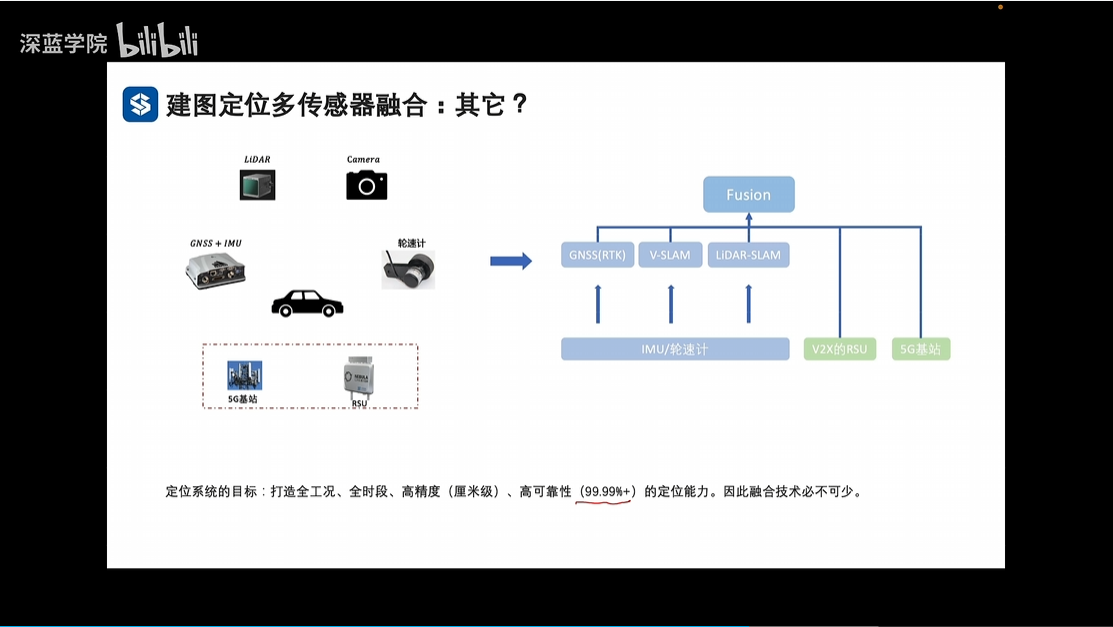 深蓝学院 bilibili
建图定位多传感器融合：其它？
LiDAR
Camera
GNSS + IMU
轮速计
5G基站
RSU
Fusion
GNSS(RTK)
V-SLAM
LiDAR-SLAM
IMU/轮速计
V2X的RSU
5G基站
定位系统的目标：打造全工况、全时段、高精度（厘米级）、高可靠性（99.99%+）的定位能力。因此融合技术必不可少。